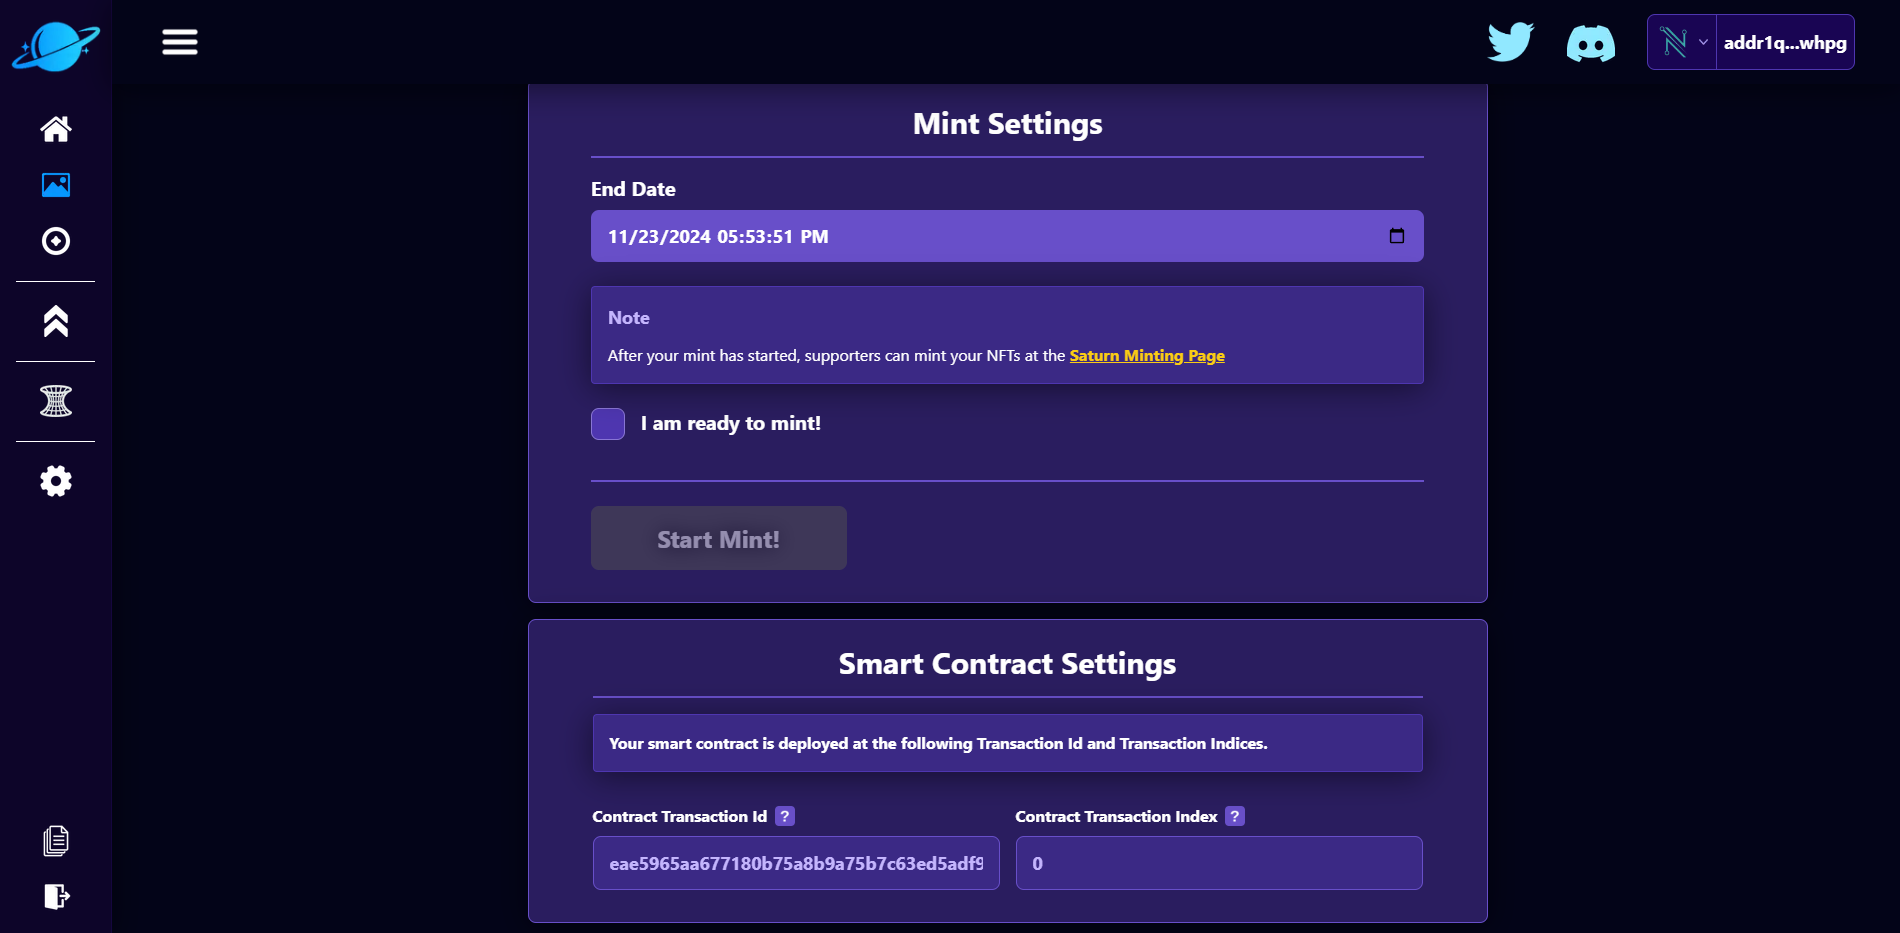 addr1q...whpg
Mint Settings
End Date
11/23/2024 05:53:51 PM
Note
After your mint has started, supporters can mint your NFTs at the Saturn Minting Page
I am ready to mint!
Start Mint!
Smart Contract Settings
Your smart contract is deployed at the following Transaction Id and Transaction Indices.
Contract Transaction Id ?
Contract Transaction Index ?
eae5965aa677180b75a8b9a75b7c63ed5adf9
0